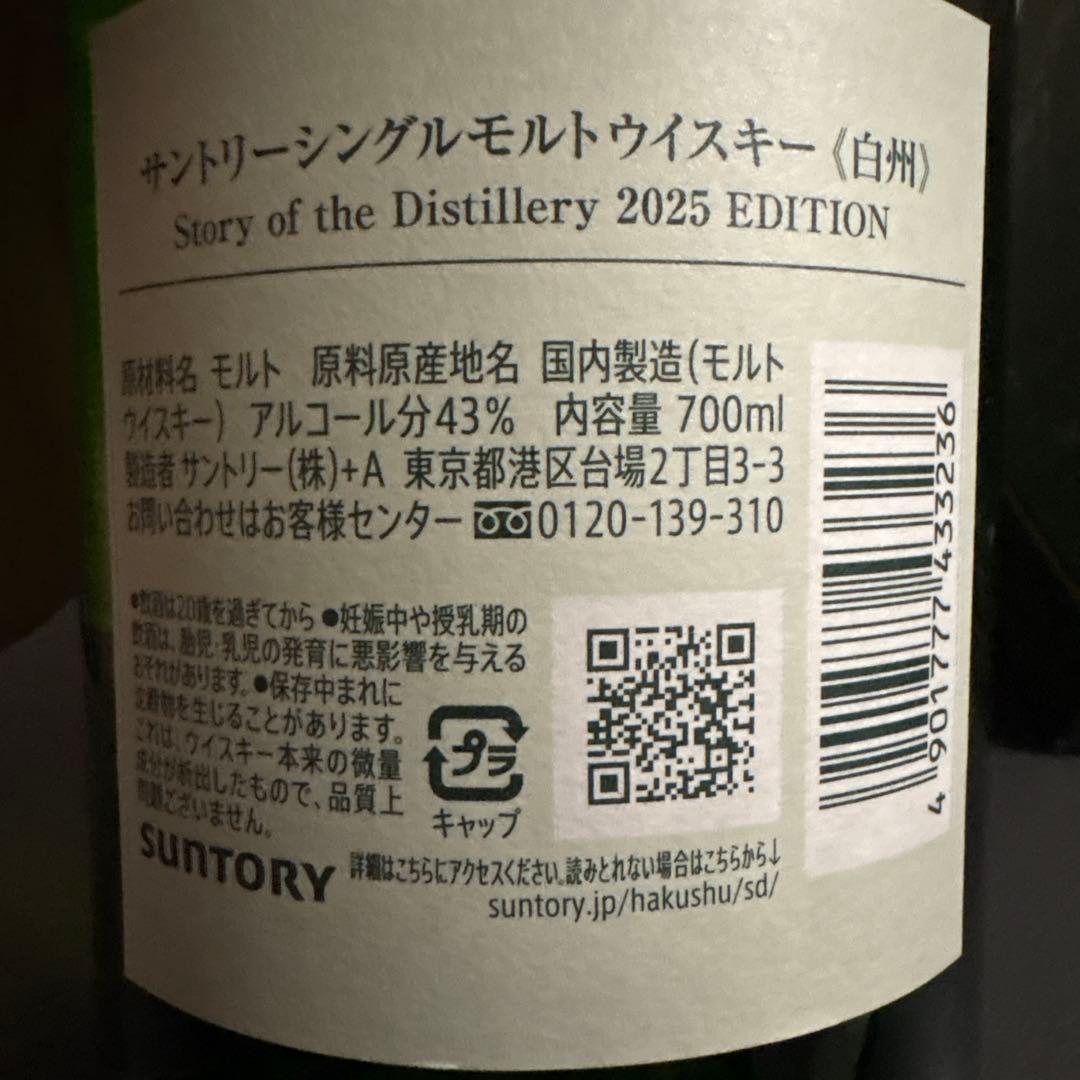 サントリーシングルモルトウイスキー《白州》
Story of the Distillery 2025 EDITION
原材料名 モルト　原料原産地名 国内製造(モルト
ウイスキー)　アルコール分43%　内容量 700ml
製造者 サントリー(株)+A 東京都港区台場2丁目3-3
お問い合わせはお客様センター 0120-139-310
●飲酒は20歳を過ぎてから ●妊娠中や授乳期の
飲酒は、胎児・乳児の発育に悪影響を与える
おそれがあります。●保存中まれに
沈殿物を生じることがあります。
これは、ウイスキー本来の微量
成分が析出したもので、品質上
問題ございません。
プラ
キャップ
SUNTORY
詳細はこちらにアクセスください。読みとれない場合はこちらから↓
suntory.jp/hakushu/sd/
4 901777 433236